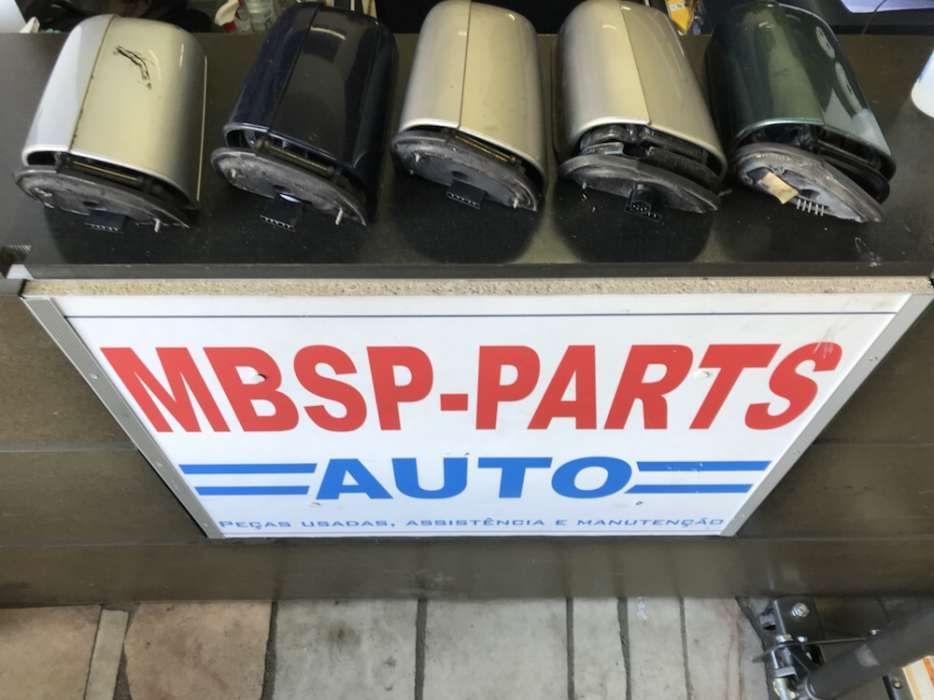 MBSP-PARTS
AUTO
PEÇAS USADAS, ASSISTÊNCIA E MANUTENÇÃO